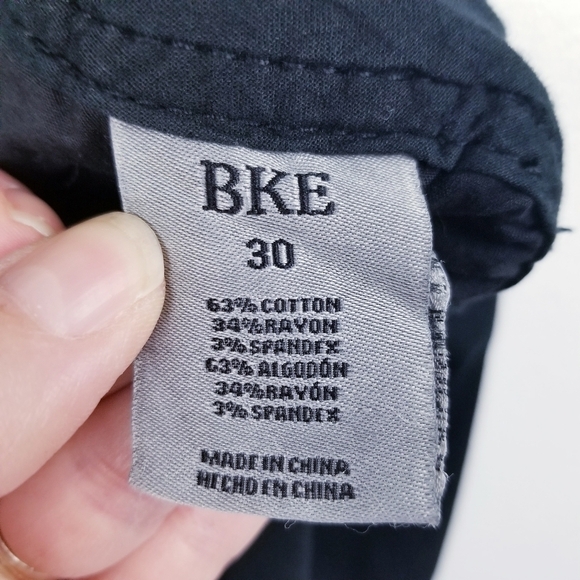 BKE
30
63% COTTON
34% RAYON
3% SPANDEX
63% ALGODÓN
34% RAYÓN
3% SPANDEX
MADE IN CHINA
HECHO EN CHINA